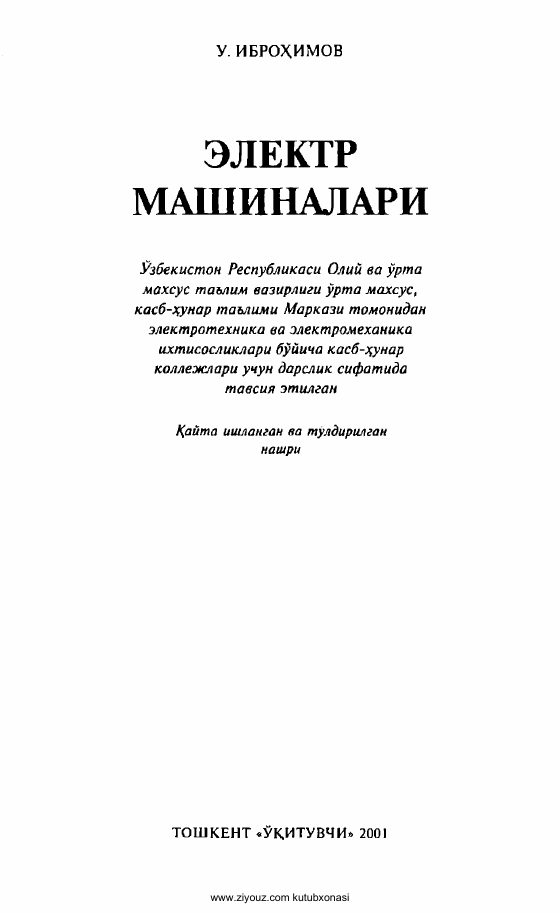 У. ИБРОҲИМОВ
ЭЛЕКТР
МАШИНАЛАРИ
Ўзбекистон Республикаси Олий ва ўрта
махсус таълим вазирлиги ўрта махсус,
касб-ҳунар таълими Маркази томонидан
электротехника ва электромеханика
ихтисосликлари бўйича касб-ҳунар
коллежлари учун дарслик сифатида
тавсия этилган
Қайта ишланган ва тулдирилган
нашри
ТОШКЕНТ «ЎҚИТУВЧИ» 2001
www.ziyouz.com kutubxonasi